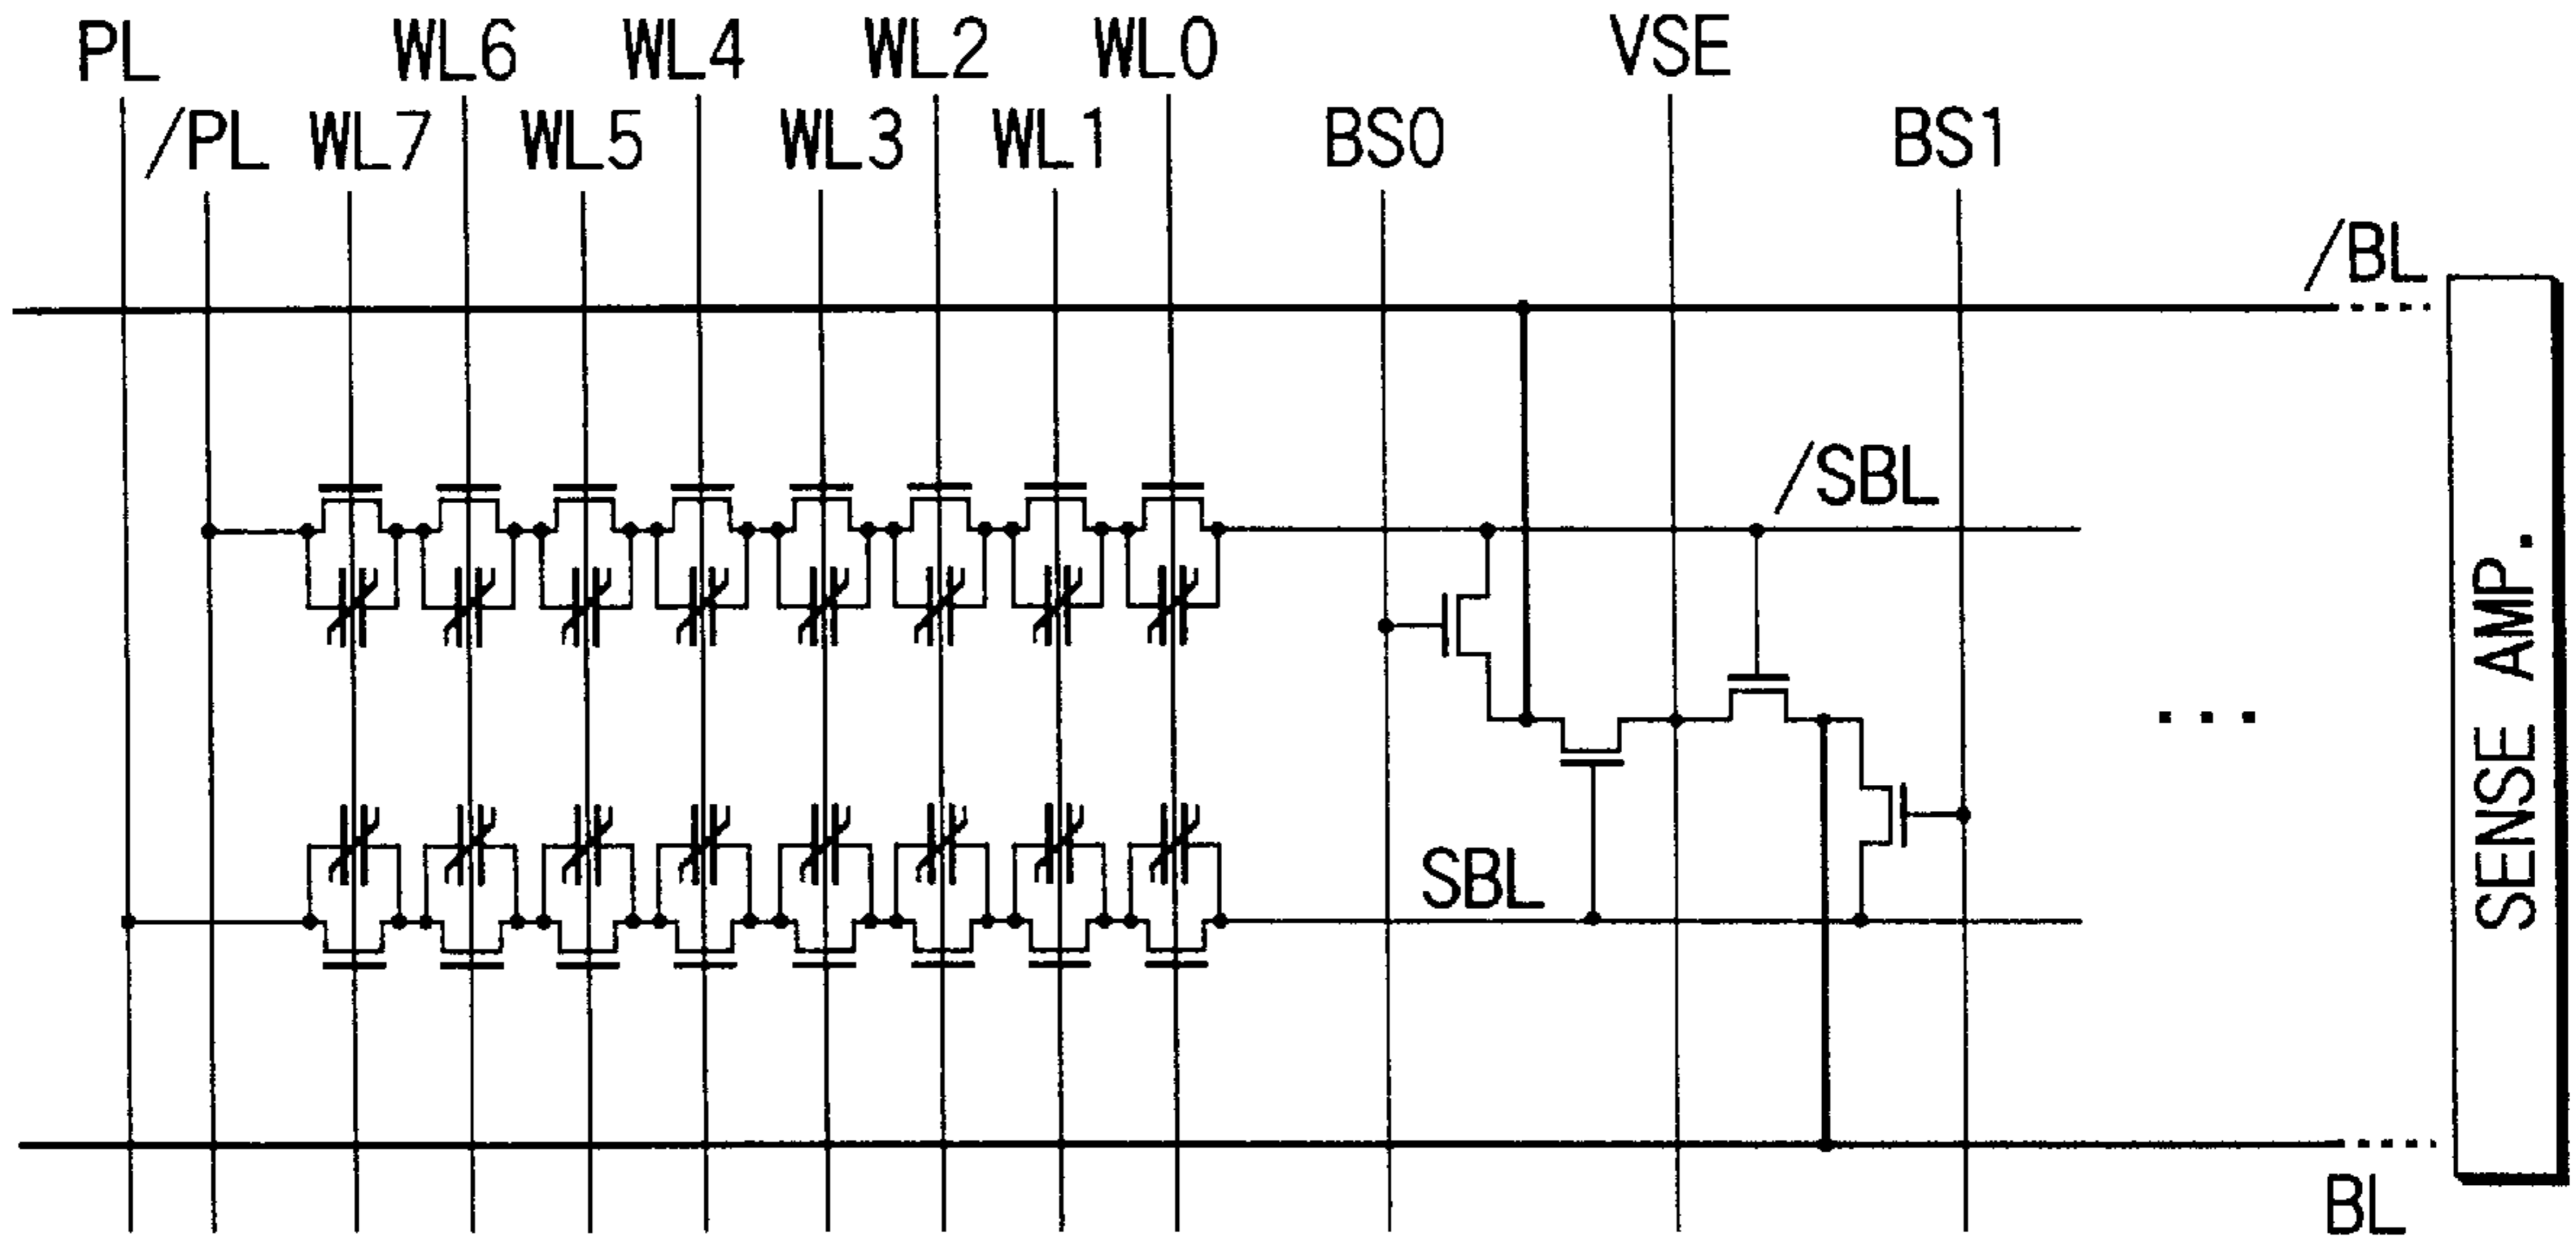 PL WL6 WL4 WL2 WL0 VSE
/PL WL7 WL5 WL3 WL1 BS0 BS1
/BL
/SBL
SBL
SENSE AMP.
BL